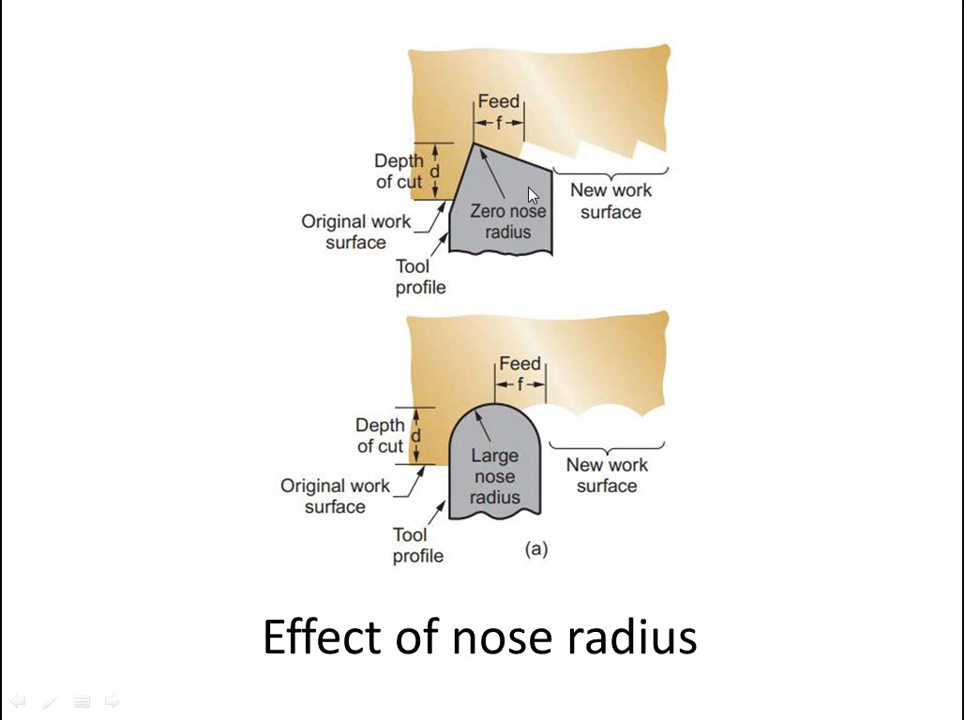 Feed
f
Depth
of cut
d
New work
surface
Zero nose
radius
Original work
surface
Tool
profile
Feed
f
Depth
of cut
d
Large
nose
radius
New work
surface
Original work
surface
Tool
profile
(a)
Effect of nose radius